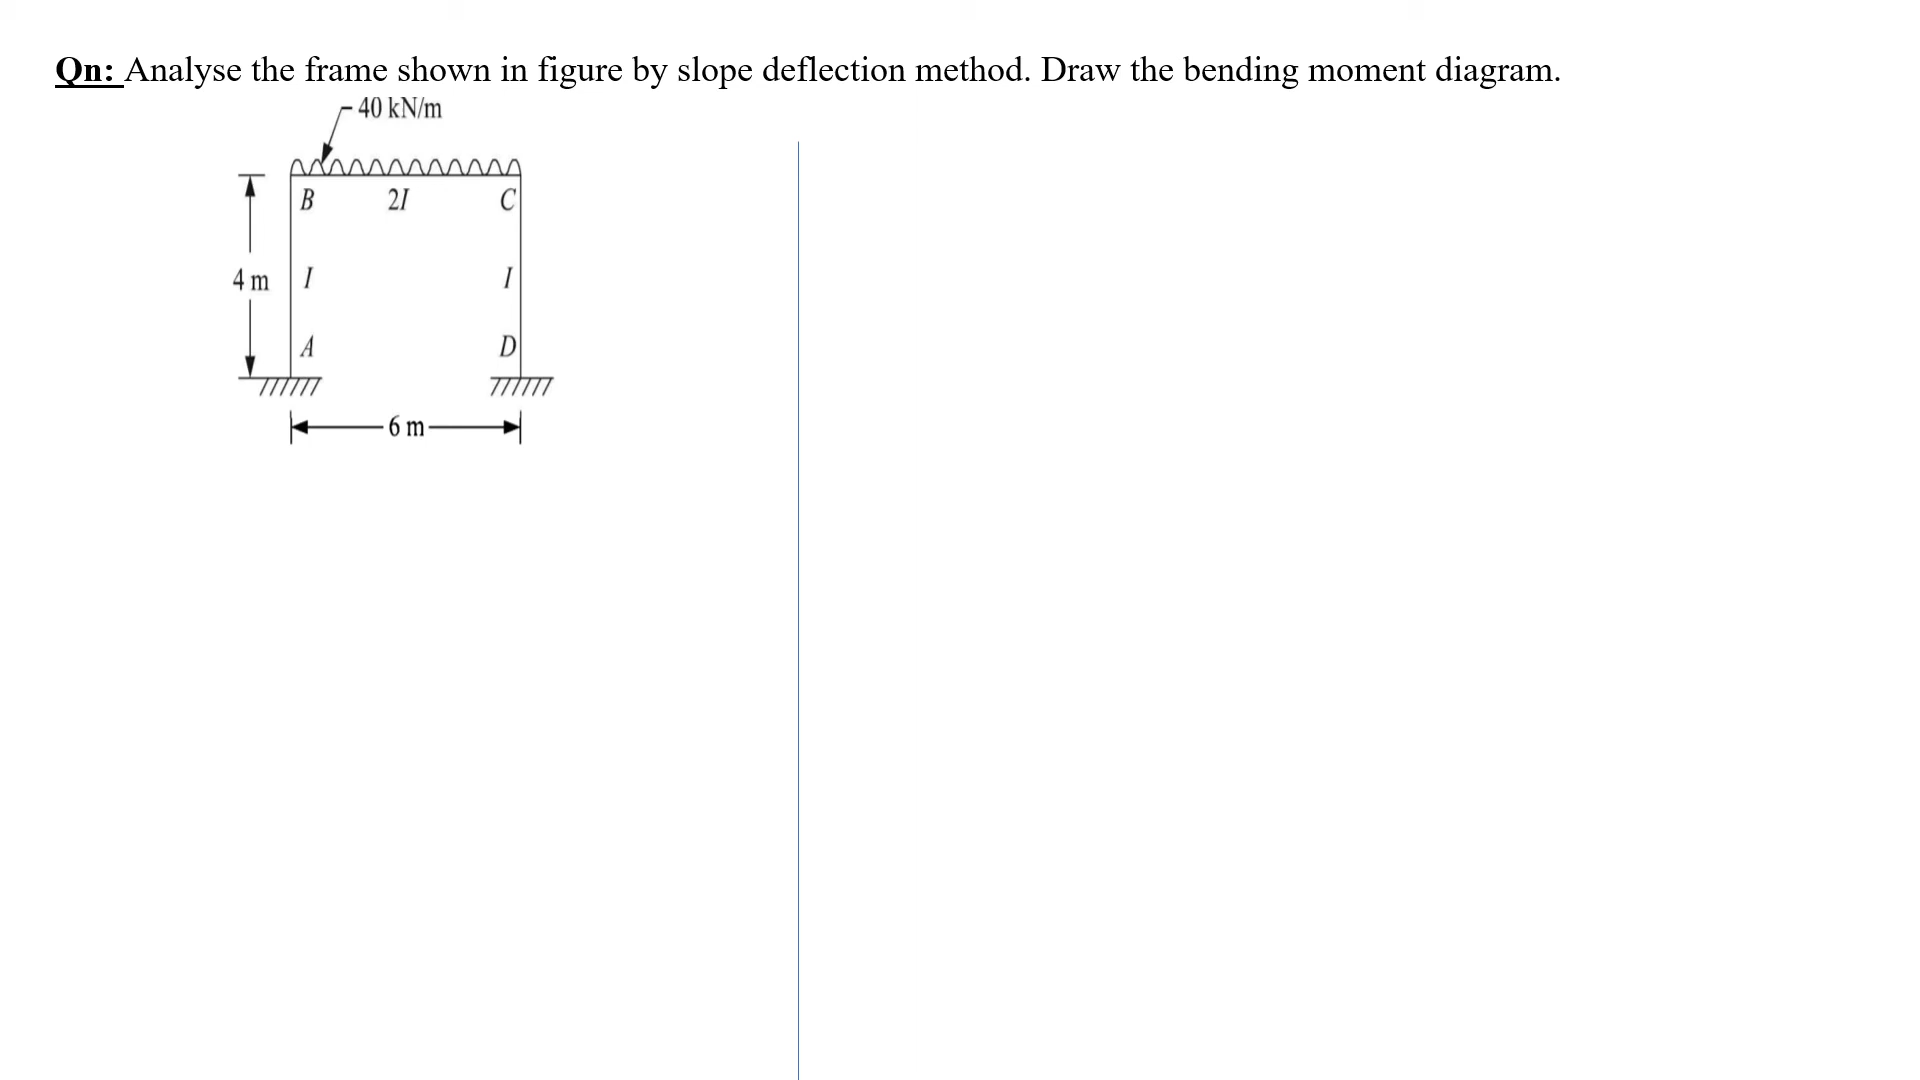 Qn: Analyse the frame shown in figure by slope deflection method. Draw the bending moment diagram.
40 kN/m
B 2I C
4 m I I
A D
6 m